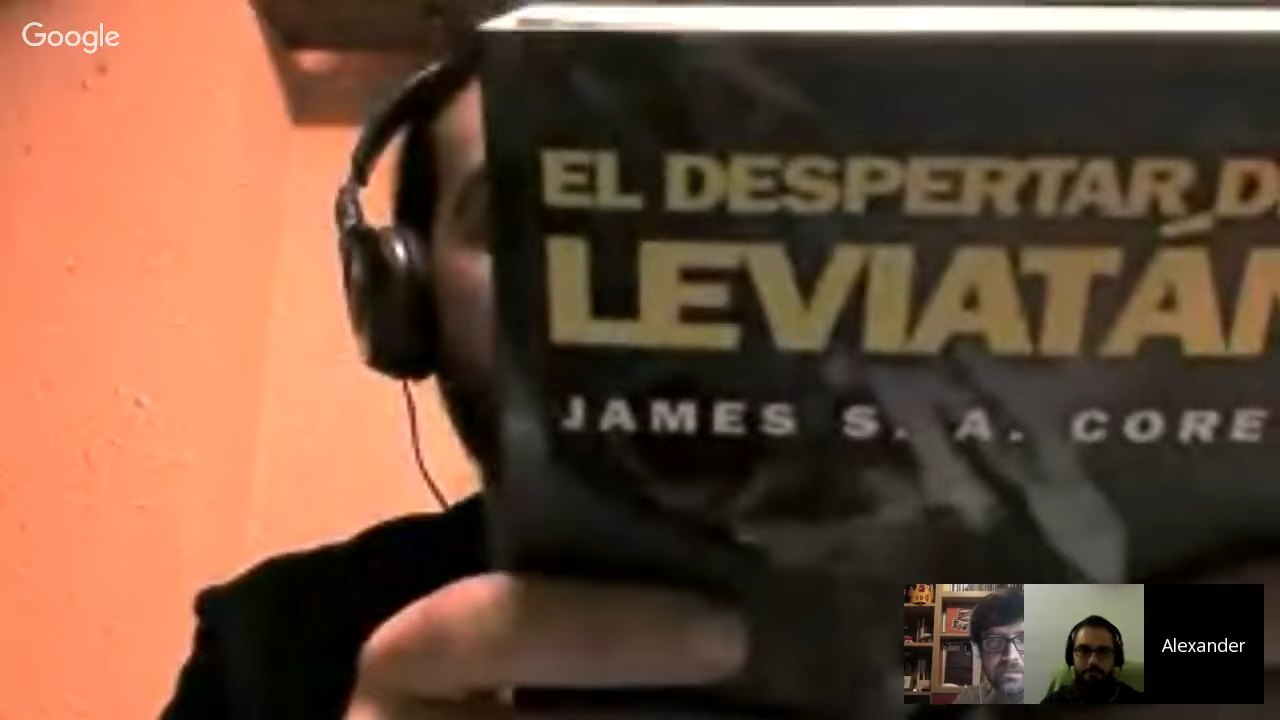 Google
EL DESPERTAR D
LEVIATÁN
JAMES S. A. CORE
Alexander